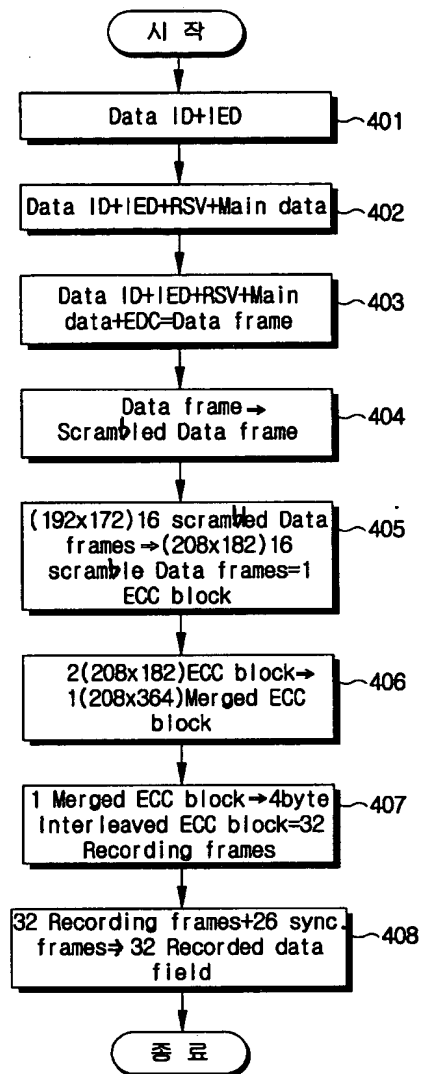 시 작
Data ID+IED
401
Data ID+IED+RSV+Main data
402
Data ID+IED+RSV+Main
data+EDC=Data frame
403
Data frame→
Scrambled Data frame
404
(192x172)16 scrambled Data
frames→(208x182)16
scramble Data frames=1
ECC block
405
2(208x182)ECC block→
1(208x364)Merged ECC
block
406
1 Merged ECC block→4byte
Interleaved ECC block=32
Recording frames
407
32 Recording frames+26 sync.
frames⇒32 Recorded data
field
408
종 료